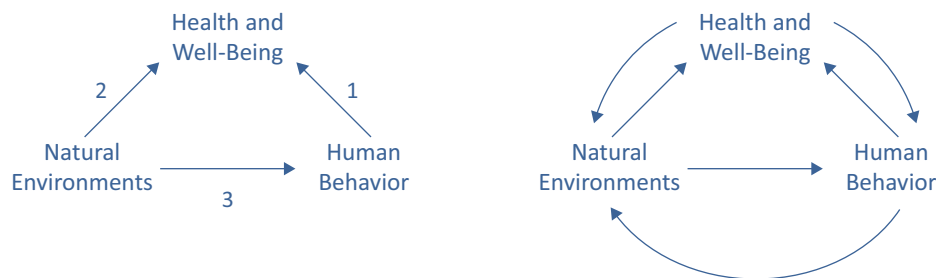 Health and
Well-Being
2
1
Natural
Environments
Human
Behavior
3
Health and
Well-Being
Natural
Environments
Human
Behavior